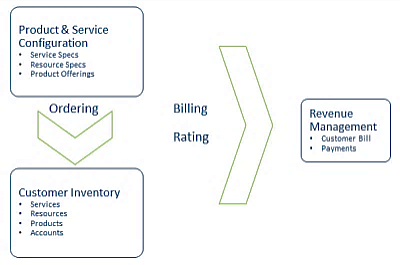 Product & Service
Configuration
• Service Specs
• Resource Specs
• Product Offerings
Ordering
Customer Inventory
• Services
• Resources
• Products
• Accounts
Billing
Rating
Revenue
Management
• Customer Bill
• Payments